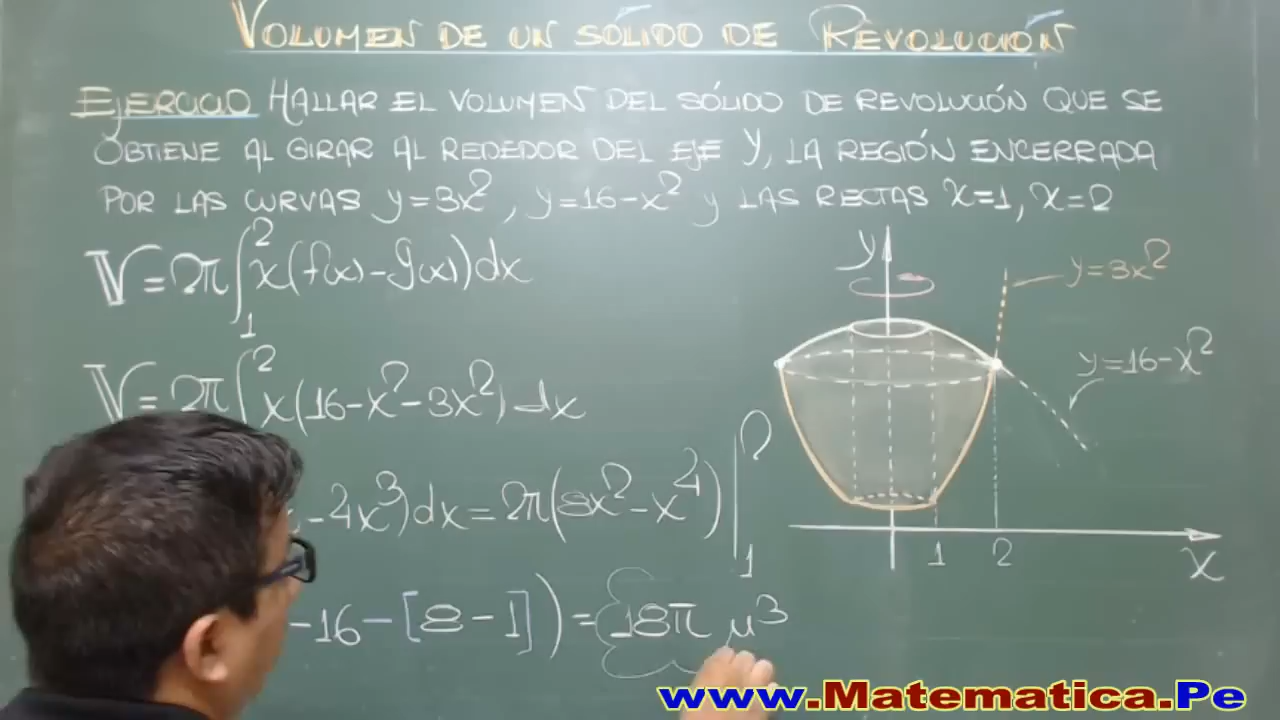 VOLUMEN DE UN SÓLIDO DE REVOLUCIÓN
EJERCICIO HALLAR EL VOLUMEN DEL SÓLIDO DE REVOLUCIÓN QUE SE
OBTIENE AL GIRAR AL REDEDOR DEL EJE Y, LA REGIÓN ENCERRADA
POR LAS CURVAS y=3x², y=16-x² y LAS RECTAS x=1, x=2
V=2π∫₁² x(f(x)-g(x))dx
V=2π∫² x(16-x²-3x²)dx
-4x³)dx=2π(8x²-x⁴)|₁²
-16-[8-1])=18πμ³
y
y=3x²
y=16-x²
1 2 x
www.Matematica.Pe